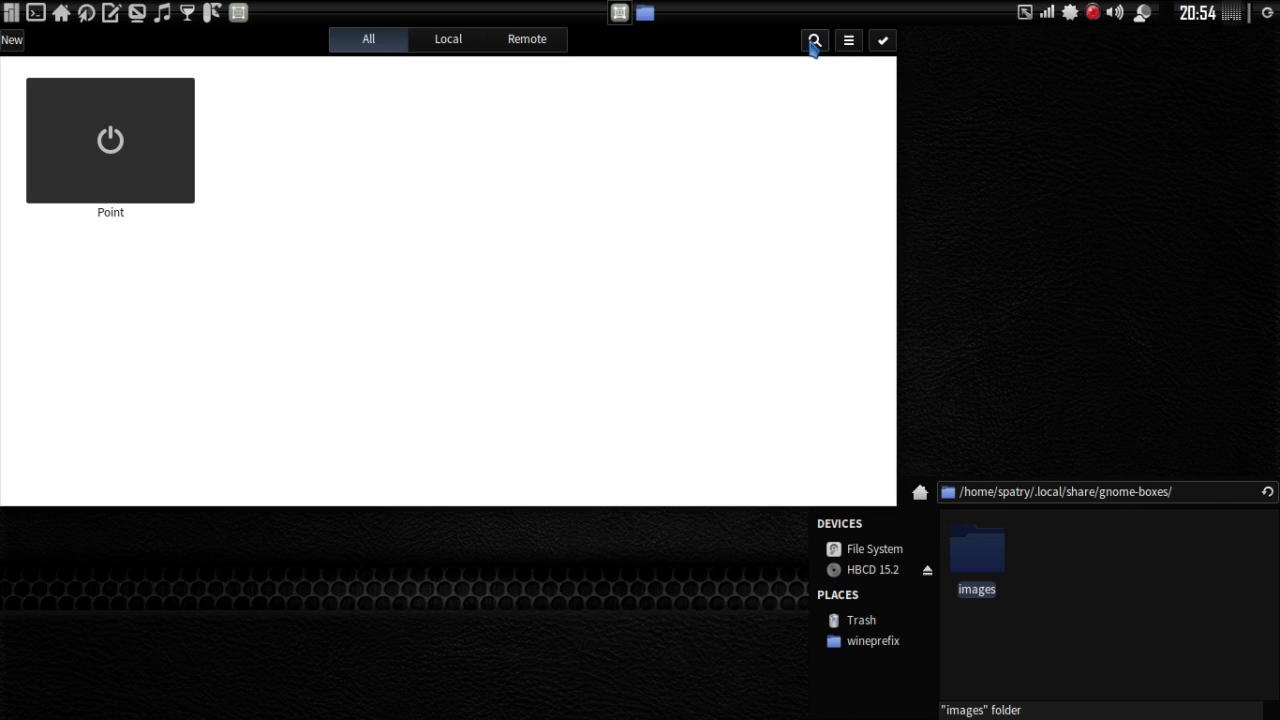 20:54
New
All
Local
Remote
Point
/home/spatry/.local/share/gnome-boxes/
DEVICES
File System
HBCD 15.2
PLACES
Trash
wineprefix
images
"images" folder